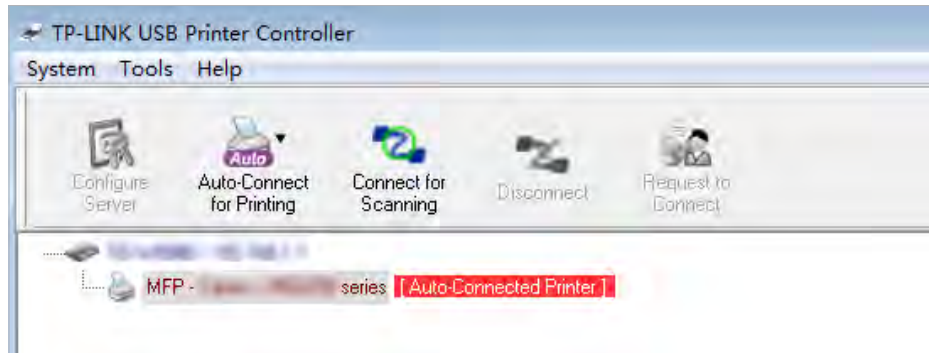 TP-LINK USB Printer Controller
System Tools Help
Auto
Configure Server
Auto-Connect for Printing
Connect for Scanning
Disconnect
Request to Connect
MFP - series [ Auto-Connected Printer ]